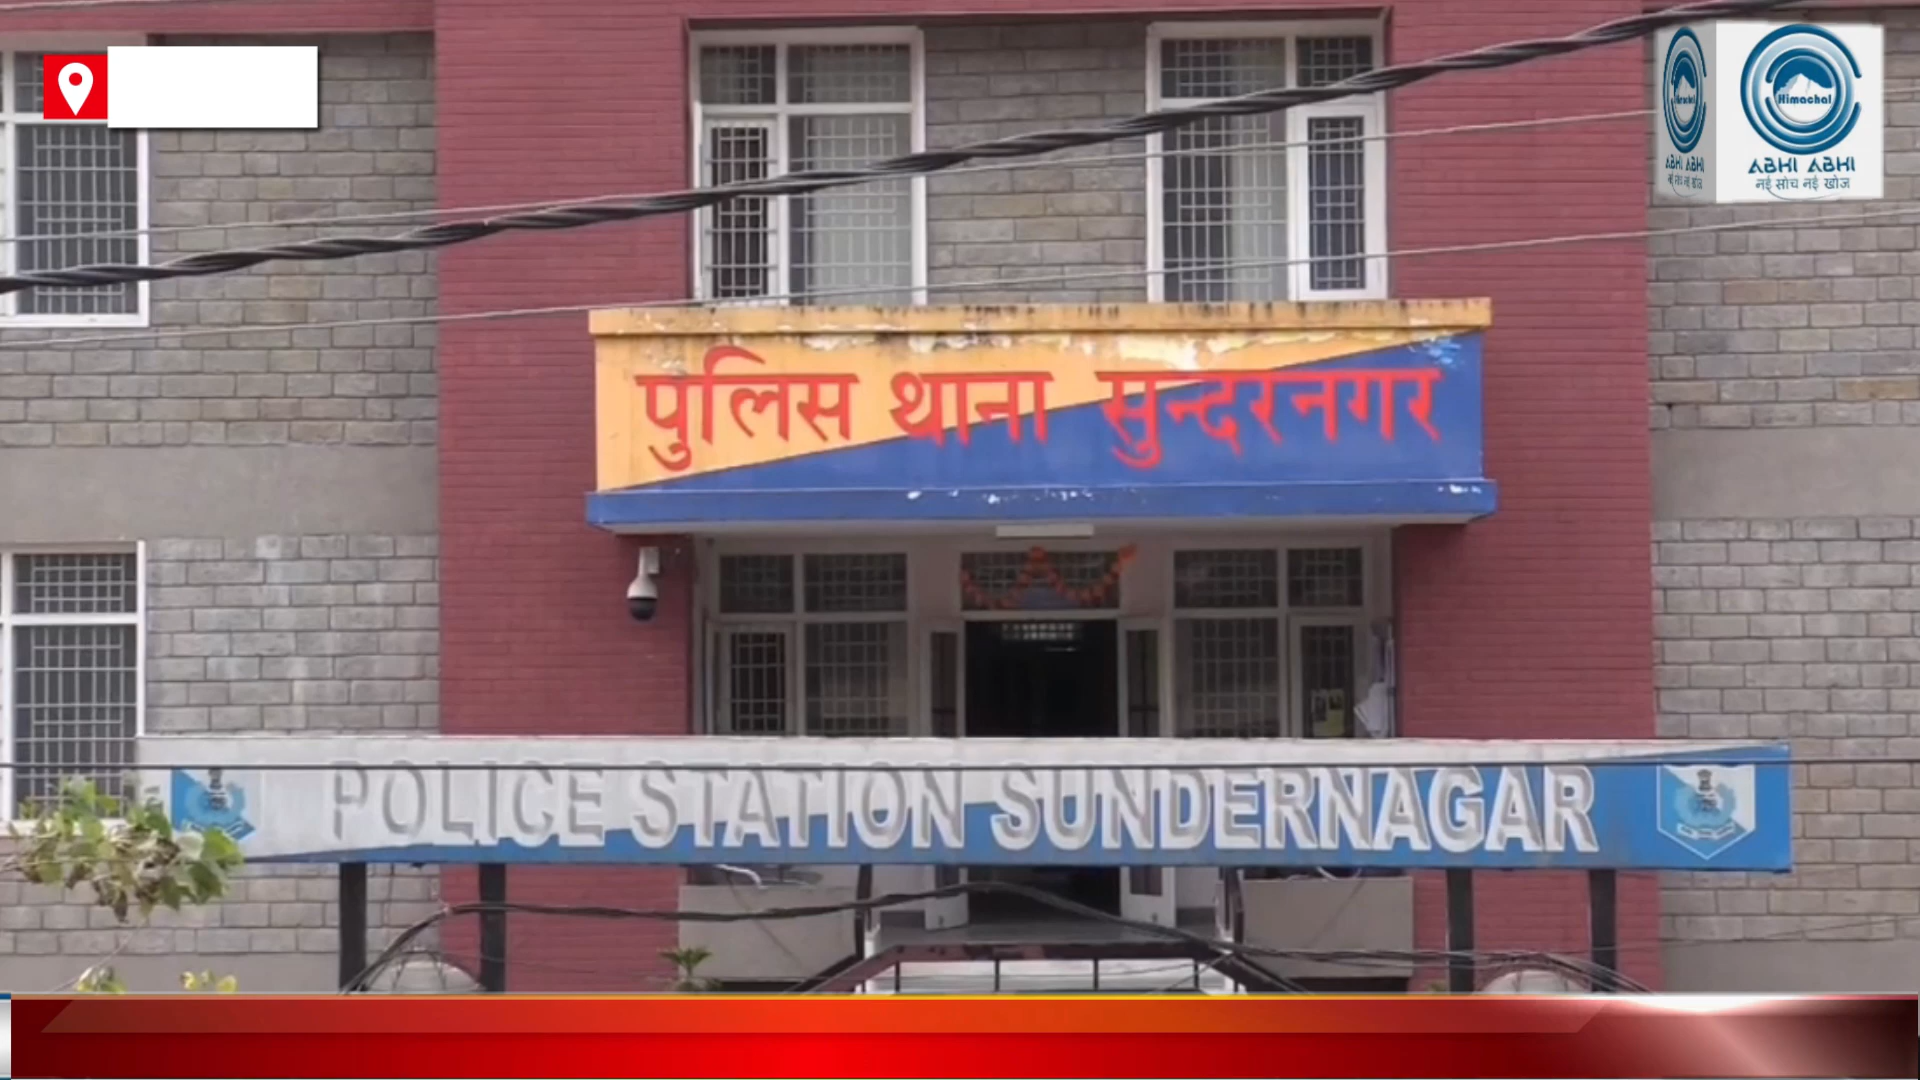 Himachal
ABHI ABHI
नई सोच नई खोज
पुलिस थाना सुन्दरनगर
POLICE STATION SUNDERNAGAR